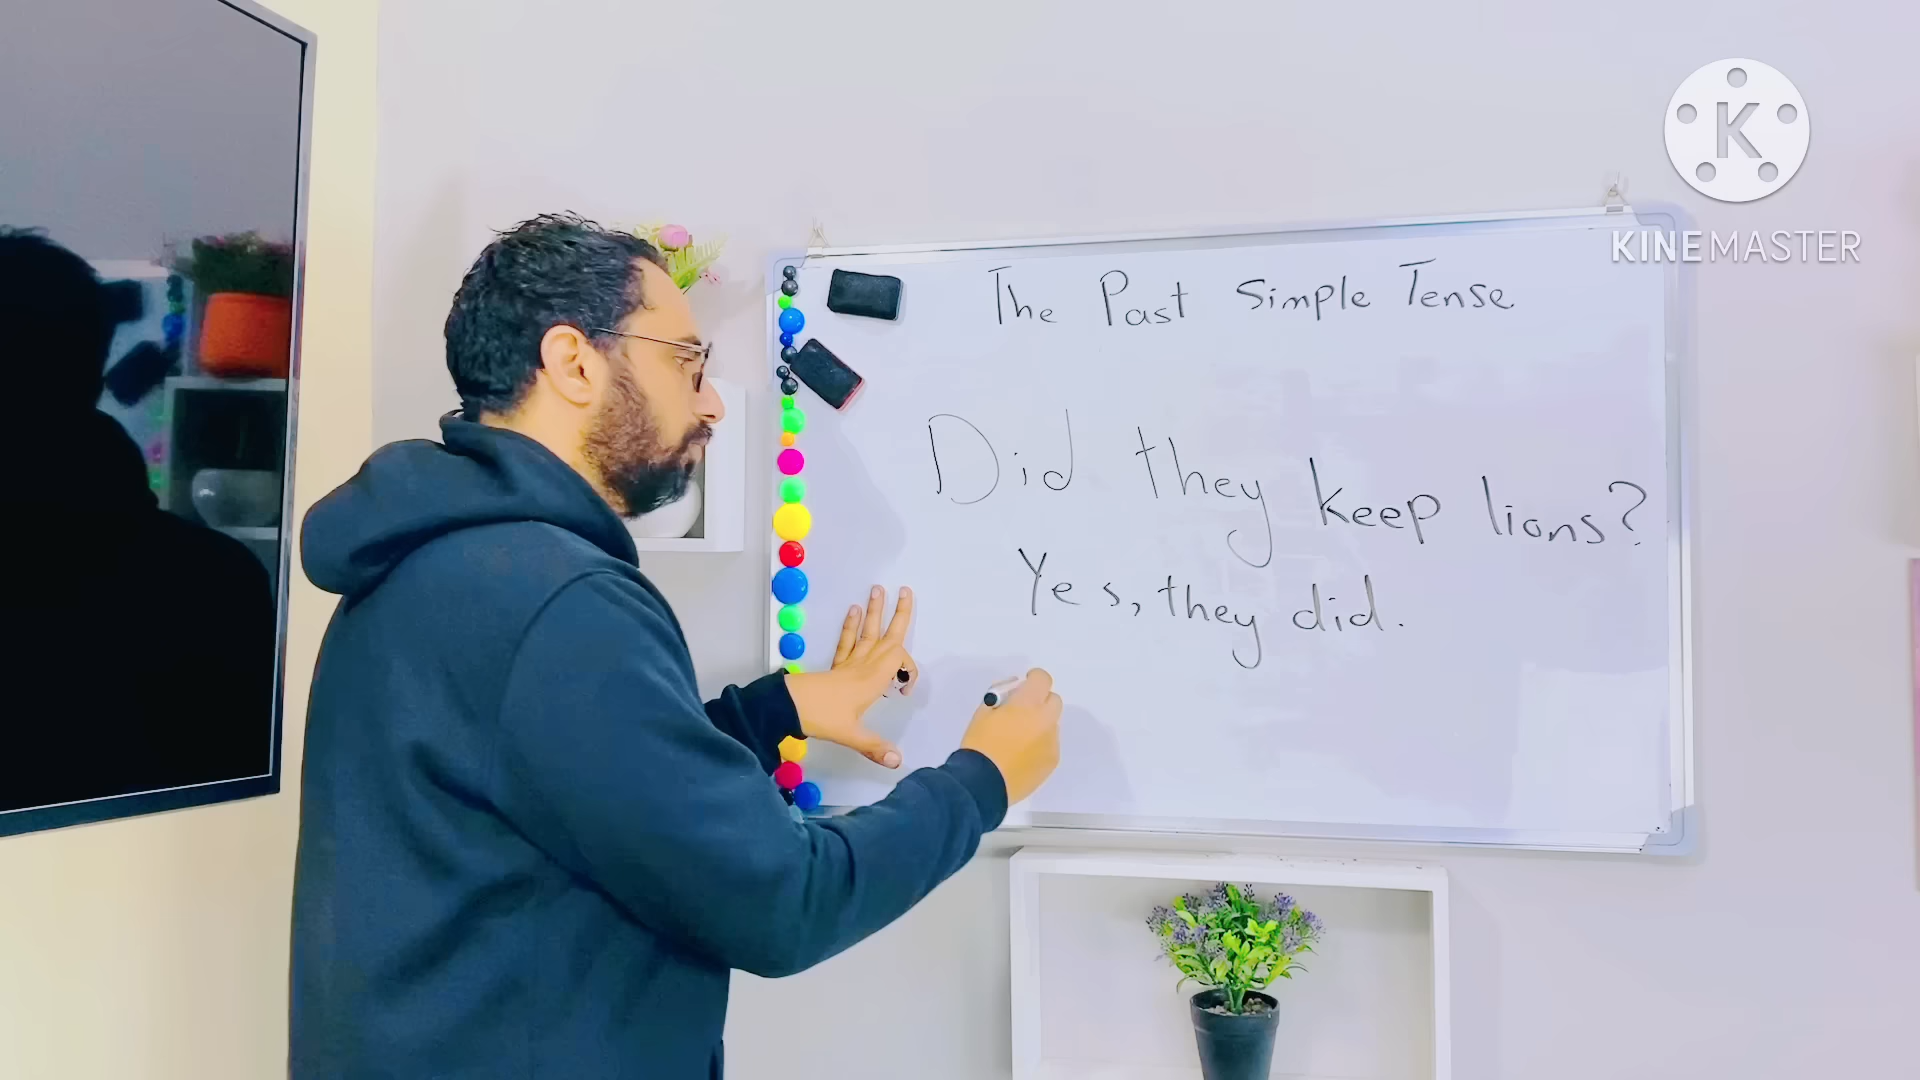 K
KINEMASTER
The Past Simple Tense
Did they keep lions?
Yes, they did.